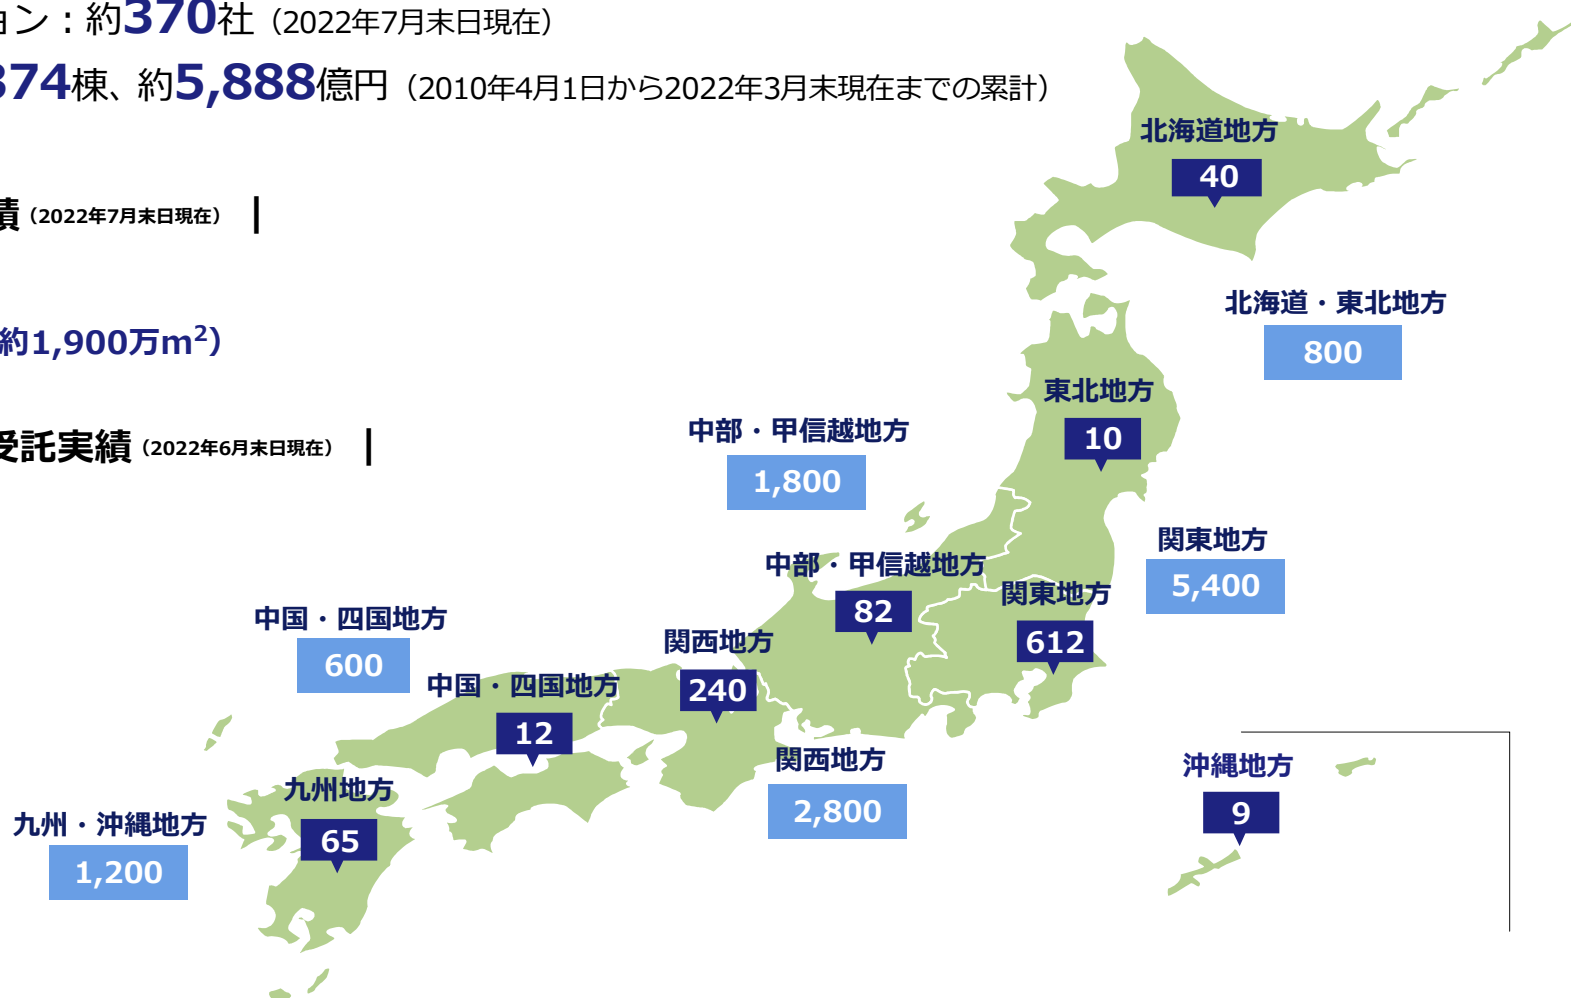 ョン：約370社（2022年7月末日現在）
374棟、約5,888億円（2010年4月1日から2022年3月末現在までの累計）
績（2022年7月末日現在）
約1,900万m²）
受託実績（2022年6月末日現在）
北海道地方
40
北海道・東北地方
800
東北地方
10
中部・甲信越地方
1,800
関東地方
5,400
中部・甲信越地方
82
関東地方
612
中国・四国地方
600
関西地方
240
中国・四国地方
12
関西地方
2,800
沖縄地方
9
九州地方
65
九州・沖縄地方
1,200